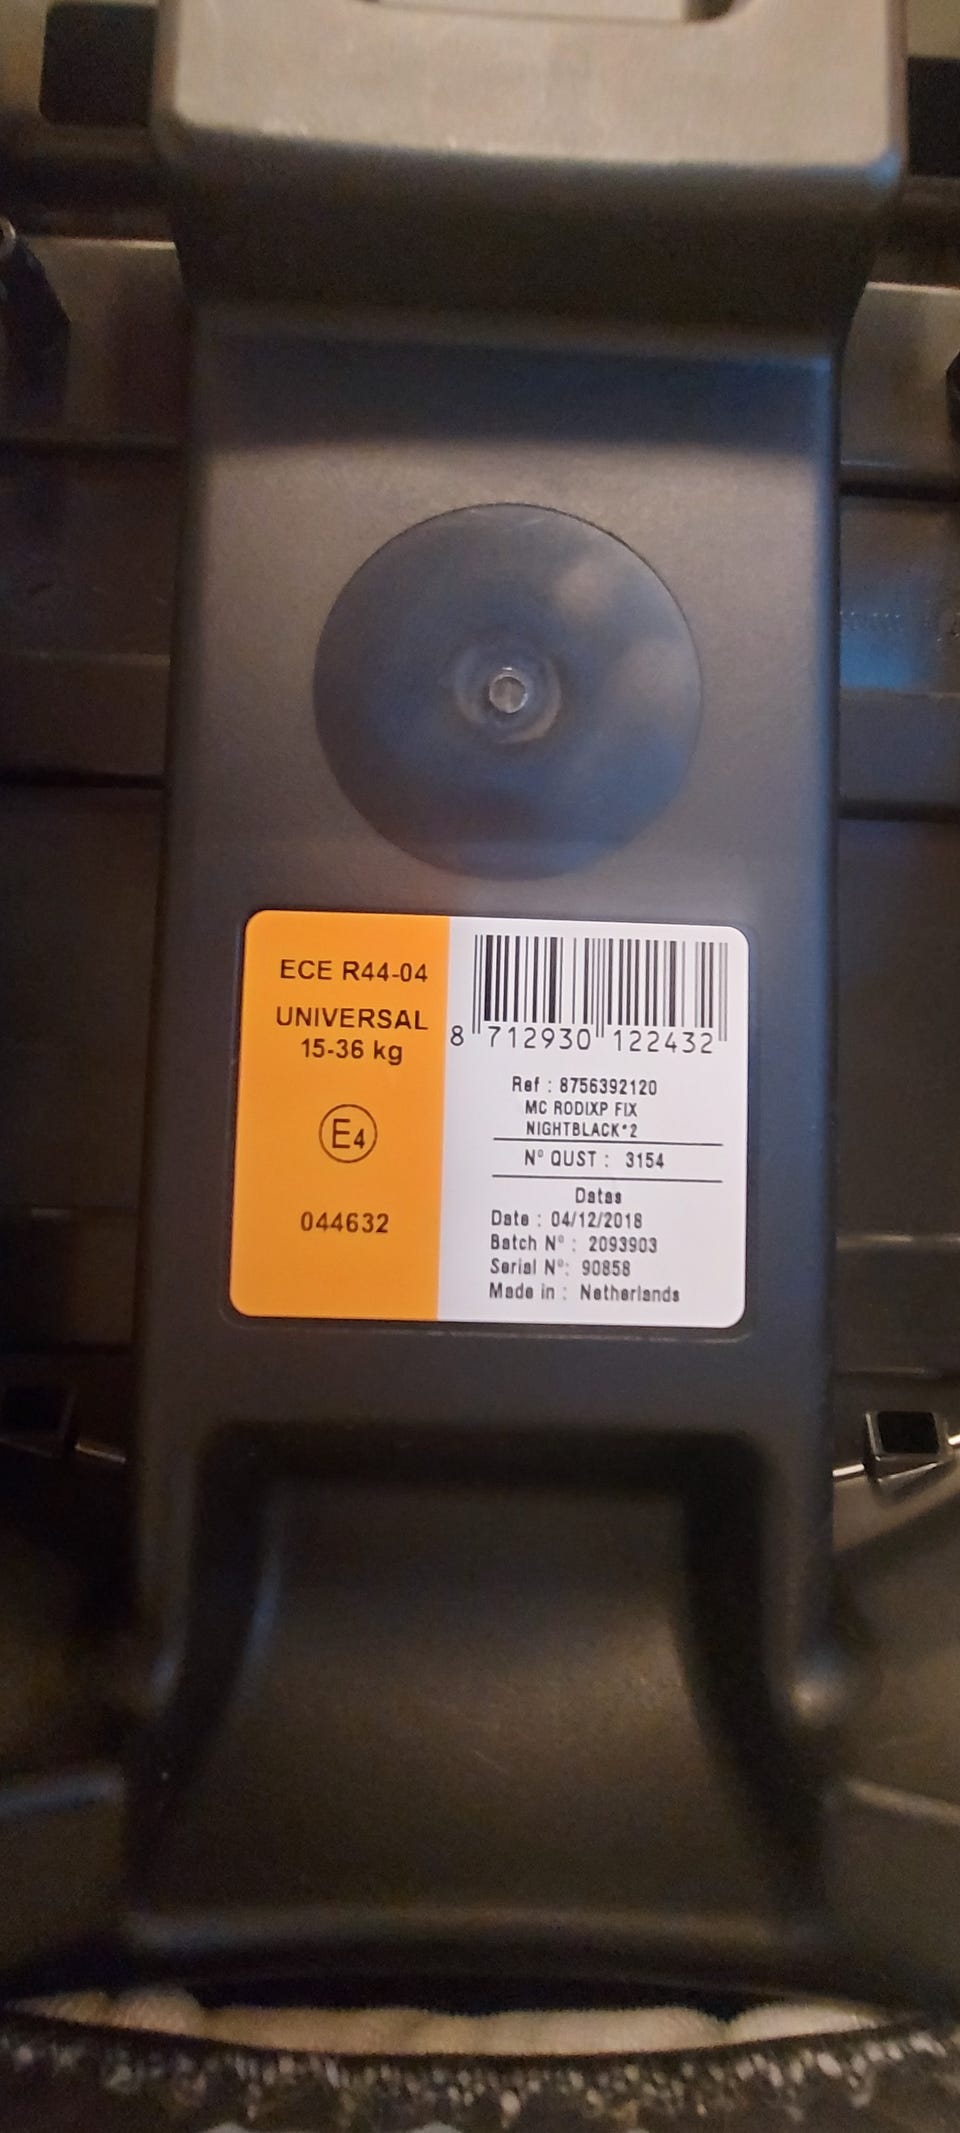 ECE R44-04
UNIVERSAL
15-36 kg
E4
044632
8 712930 122432
Ref : 8756392120
MC RODIXP FIX
NIGHTBLACK*2
N° QUST : 3154
Datas
Date : 04/12/2018
Batch N° : 2093903
Serial N°: 90858
Made in : Netherlands